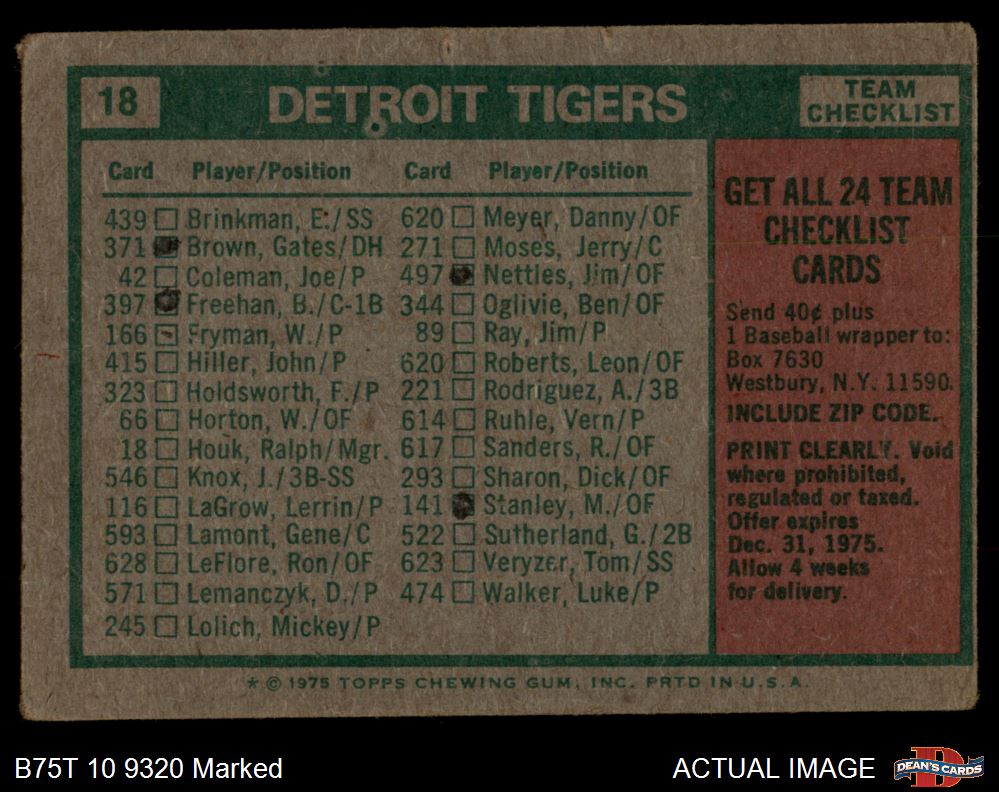 18
DETROIT TIGERS
TEAM
CHECKLIST
Card Player/Position Card Player/Position
439 Brinkman, E./SS 620 Meyer, Danny/OF
371 Brown, Gates/DH 271 Moses, Jerry/C
42 Coleman, Joe/P 497 Nettles, Jim/OF
397 Freehan, B./C-1B 344 Oglivie, Ben/OF
166 Fryman, W./P 89 Ray, Jim/P
415 Hiller, John/P 620 Roberts, Leon/OF
323 Holdsworth, F./P 221 Rodriguez, A./3B
66 Horton, W./OF 614 Ruhle, Vern/P
18 Houk, Ralph/Mgr. 617 Sanders, R./OF
546 Knox, J./3B-SS 293 Sharon, Dick/OF
116 LaGrow, Lerrin/P 141 Stanley, M./OF
593 Lamont, Gene/C 522 Sutherland, G./2B
628 LeFlore, Ron/OF 623 Veryzer, Tom/SS
571 Lemanczyk, D./P 474 Walker, Luke/P
245 Lolich, Mickey/P
GET ALL 24 TEAM
CHECKLIST
CARDS
Send 40¢ plus
1 Baseball wrapper to:
Box 7630
Westbury, N.Y. 11590.
INCLUDE ZIP CODE.
PRINT CLEARLY. Void
where prohibited,
regulated or taxed.
Offer expires
Dec. 31, 1975.
Allow 4 weeks
for delivery.
* © 1975 TOPPS CHEWING GUM, INC. PRTD IN U.S.A.
B75T 10 9320 Marked
ACTUAL IMAGE
DEAN'S CARDS